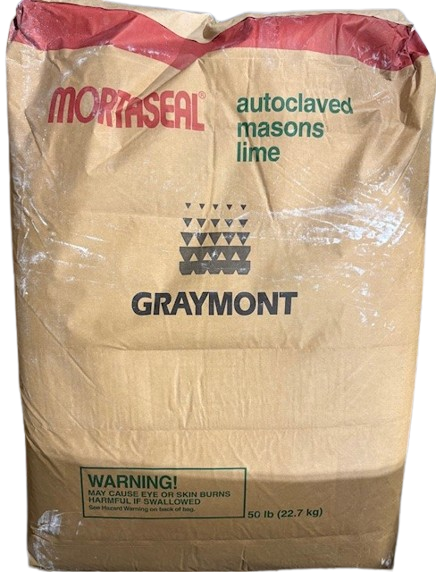 MORTASEAL®
autoclaved
masons
lime
GRAYMONT
WARNING!
MAY CAUSE EYE OR SKIN BURNS
HARMFUL IF SWALLOWED
See Hazard Warning on back of bag.
50 lb (22.7 kg)